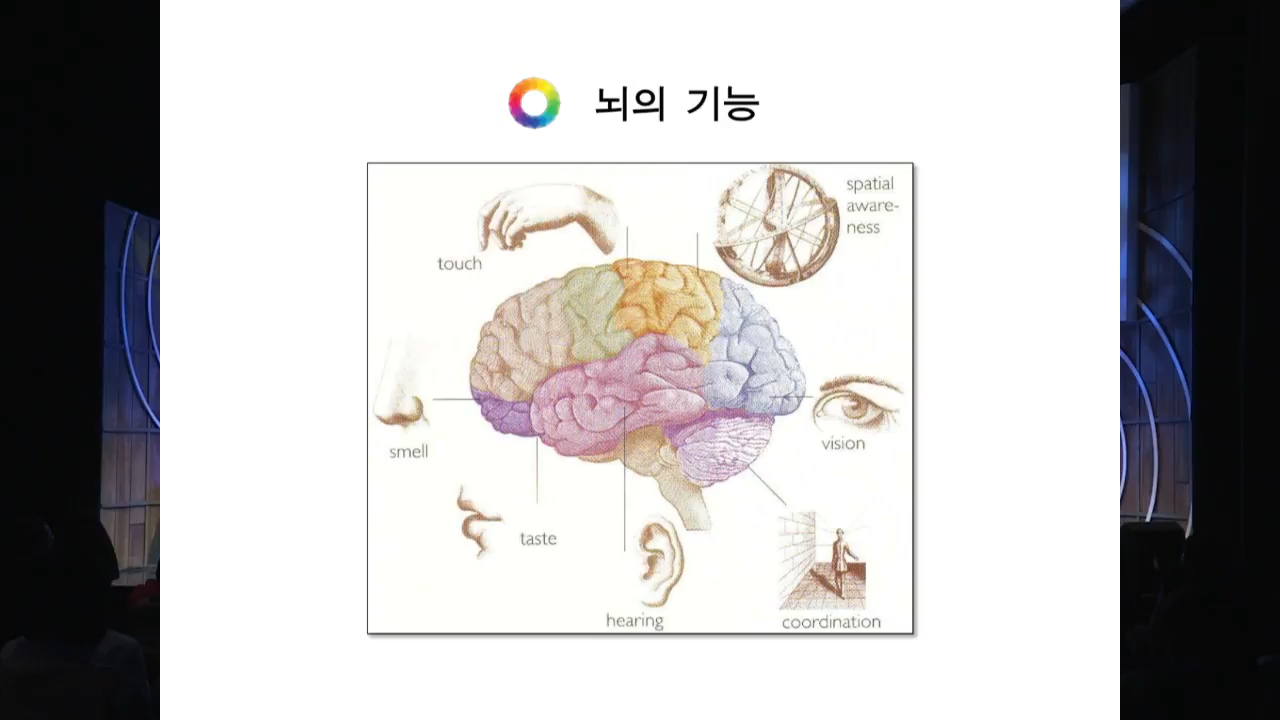 뇌의 기능
spatial
aware-
ness
touch
smell
vision
taste
hearing
coordination